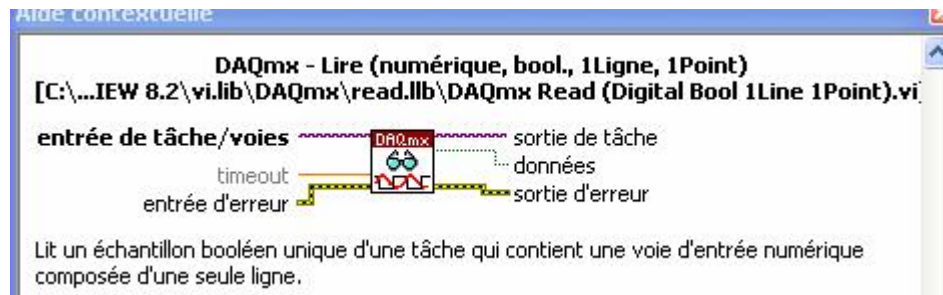 Aide contextuelle
DAQmx - Lire (numérique, bool., 1Ligne, 1Point)
[C:\...IEW 8.2\vi.lib\DAQmx\read.llb\DAQmx Read (Digital Bool 1Line 1Point).vi]
entrée de tâche/voies
DAQmx
sortie de tâche
données
timeout
entrée d'erreur
sortie d'erreur
Lit un échantillon booléen unique d'une tâche qui contient une voie d'entrée numérique
composée d'une seule ligne.